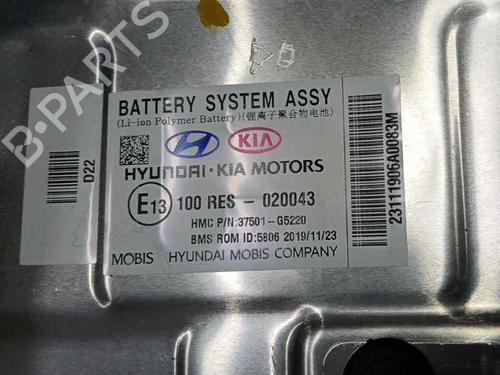 BATTERY SYSTEM ASSY
(Li-ion Polymer Battery)(锂离子聚合物电池)
KIA
HYUNDAI · KIA MOTORS
E13 100 RES - 020043
HMC P/N:37501-G5220
BMS ROM ID:5806 2019/11/23
MOBIS HYUNDAI MOBIS COMPANY
D22
23111906A0083M
B-PARTS